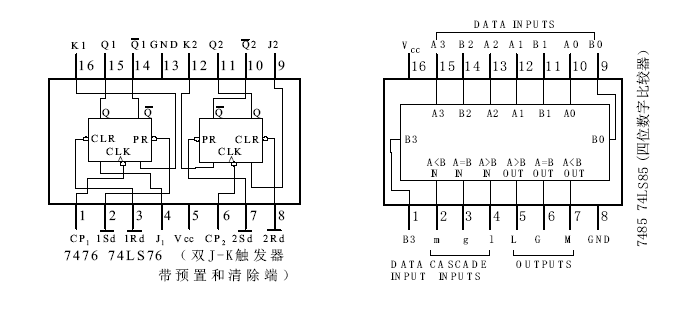 K1 Q1 Q̅1 GND K2 Q2 Q̅2 J2
16 15 14 13 12 11 10 9
Q Q̅ Q̅ Q
CLR PR PR CLR
CLK CLK
1 2 3 4 5 6 7 8
CP₁ 1S̅d̅ 1R̅d̅ J₁ Vcc CP₂ 2S̅d̅ 2R̅d̅
7476 74LS76 （双J-K触发器
带预置和清除端）
DATA INPUTS
Vcc A3 B2 A2 A1 B1 A0 B0
16 15 14 13 12 11 10 9
A3 B2 A2 A1 B1 A0
B3 B0
A<B A=B A>B A>B A=B A<B
IN IN IN OUT OUT OUT
1 2 3 4 5 6 7 8
B3 m g l L G M GND
DATA CASCADE OUTPUTS
INPUT INPUTS
7485 74LS85（四位数字比较器）